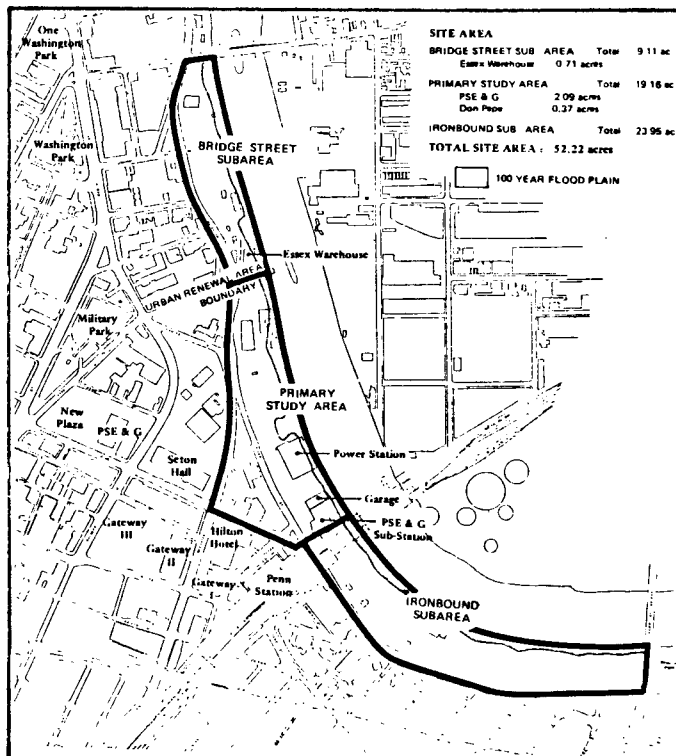 SITE AREA
BRIDGE STREET SUB AREA Total 9 11 ac
Essex Warehouse 0.71 acres
PRIMARY STUDY AREA Total 19 16 ac
PSE & G 2 09 acres
Don Pepe 0.37 acres
IRONBOUND SUB AREA Total 23 95 ac
TOTAL SITE AREA : 52.22 acres
100 YEAR FLOOD PLAIN
One
Washington
Park
Washington
Park
BRIDGE STREET
SUBAREA
Essex Warehouse
URBAN RENEWAL AREA
BOUNDARY
Military
Park
PRIMARY
STUDY AREA
New
Plaza
PSE & G
Seton
Hall
Power Station
Garage
PSE & G
Sub-Station
Gateway
III
Gateway
II
Hilton
Hotel
Gateway
I
Penn
Station
IRONBOUND
SUBAREA